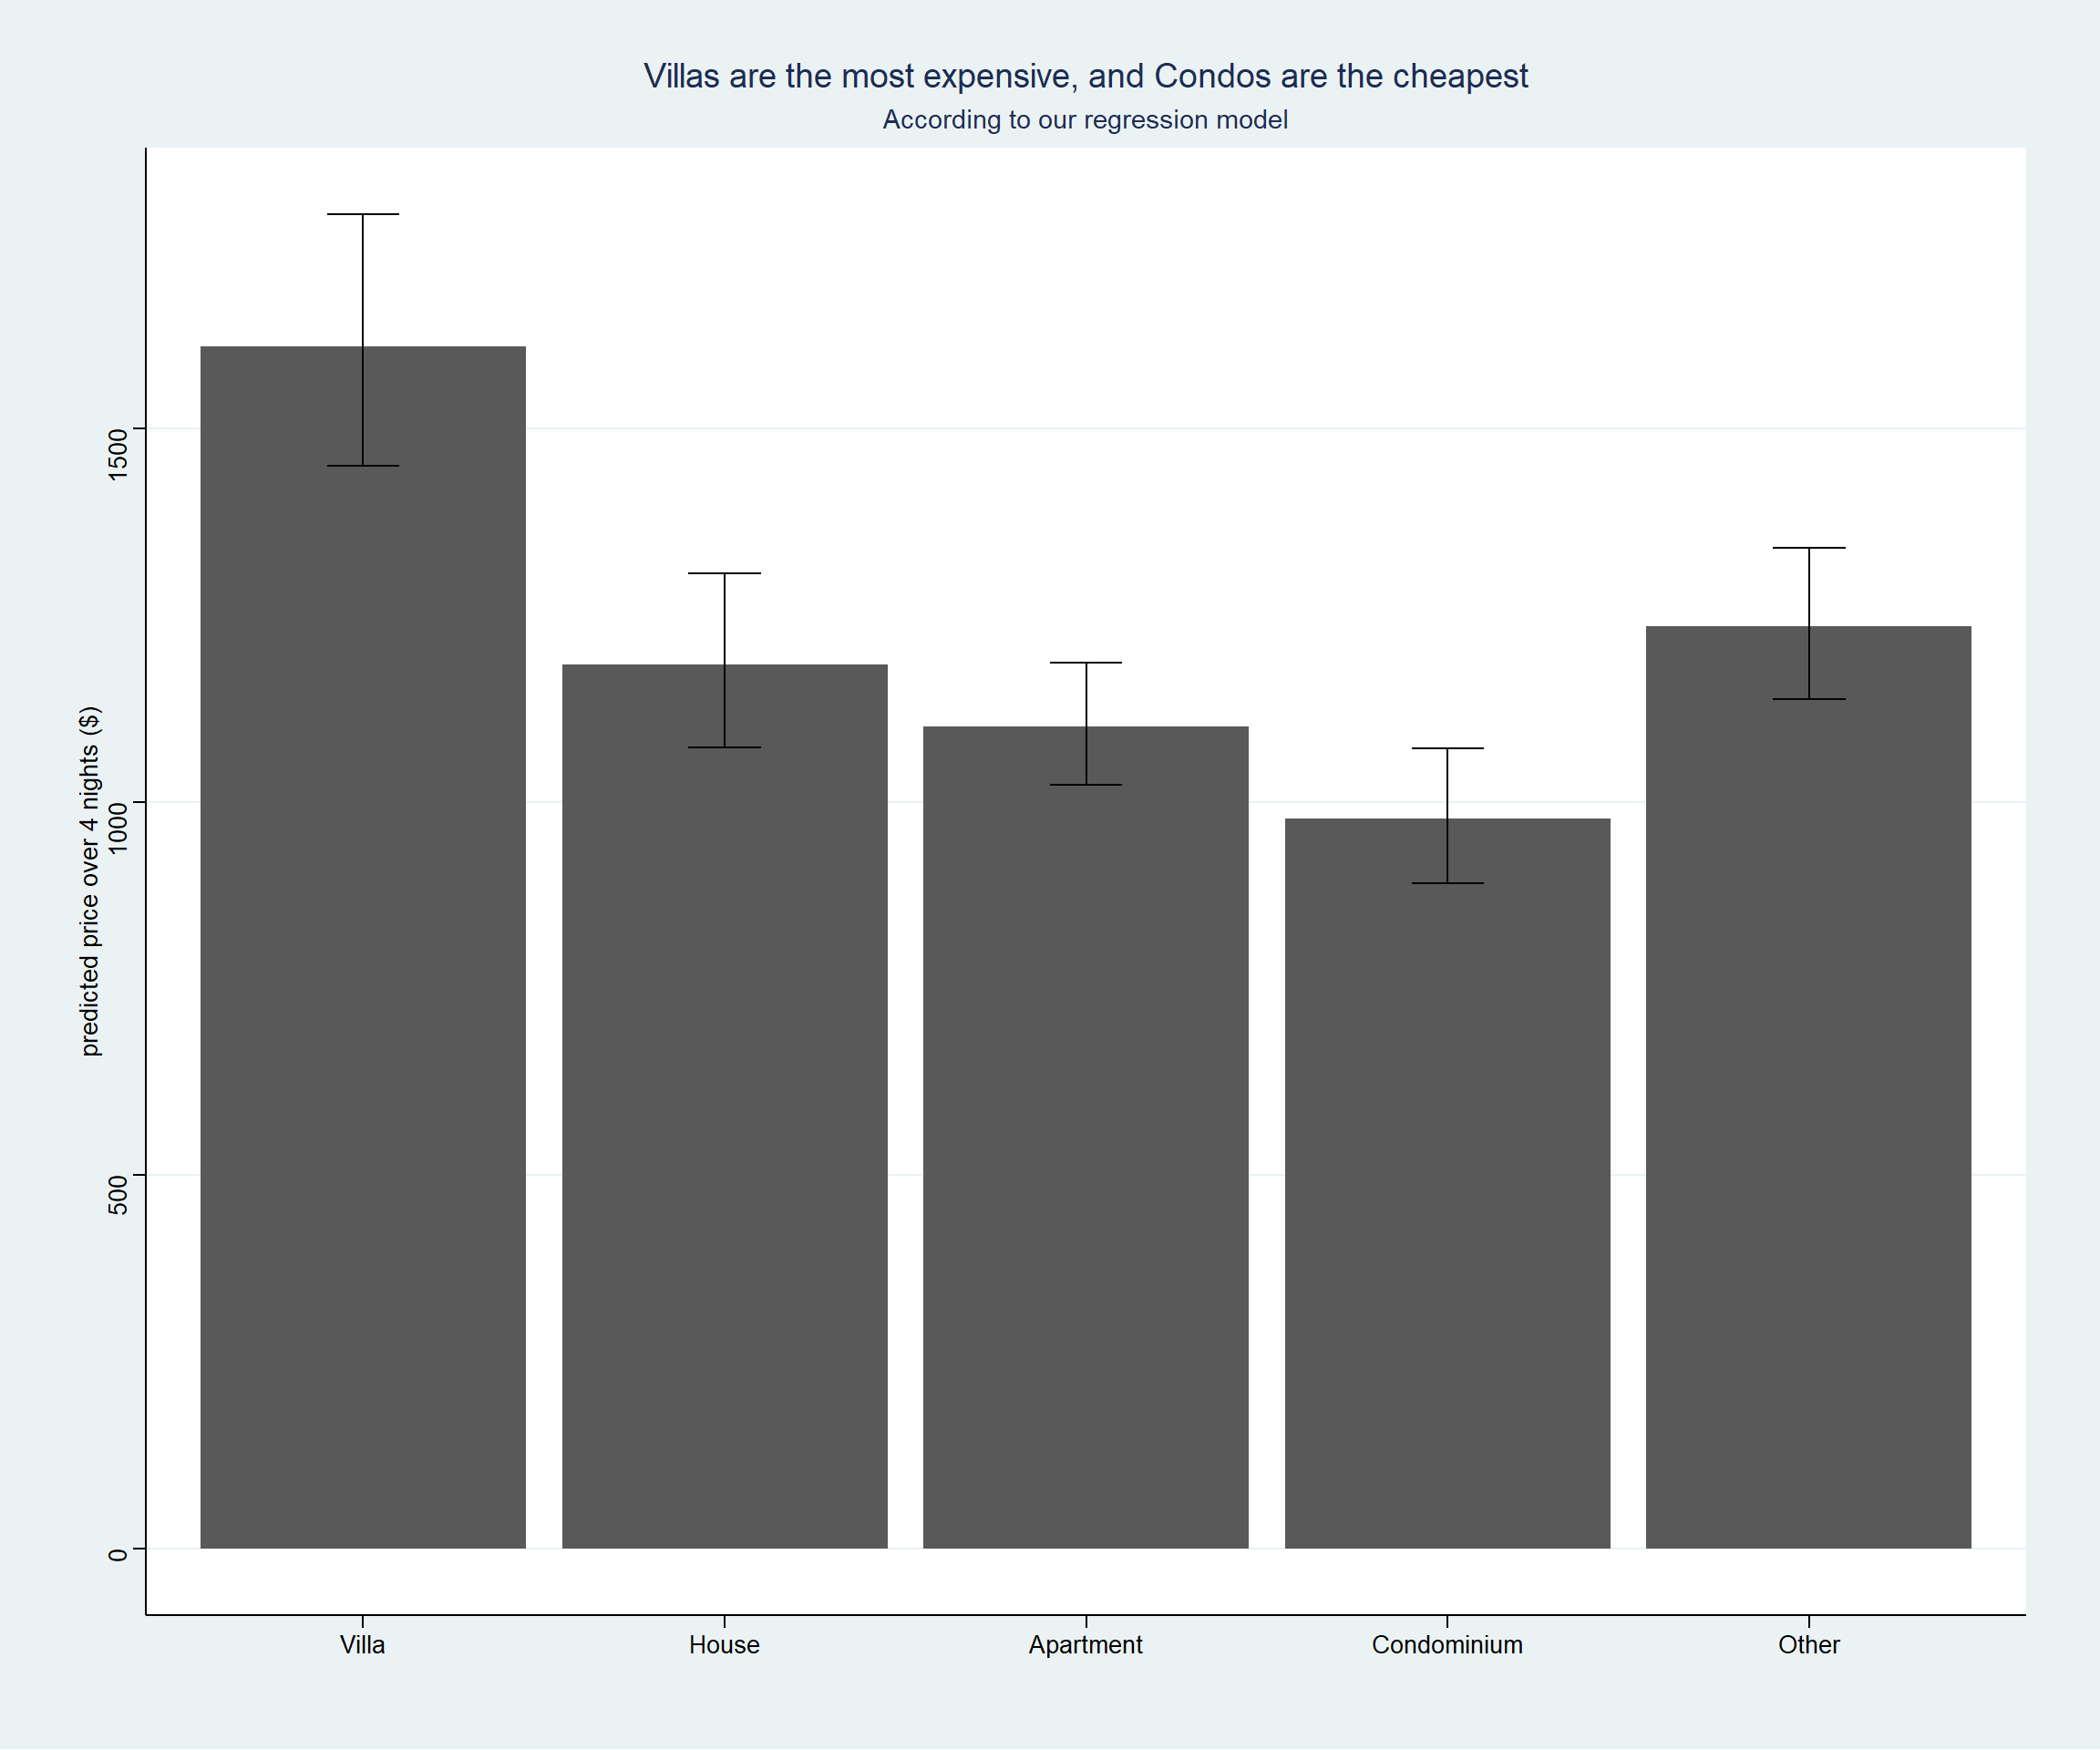 Villas are the most expensive, and Condos are the cheapest
According to our regression model
predicted price over 4 nights ($)
1500
1000
500
0
Villa
House
Apartment
Condominium
Other